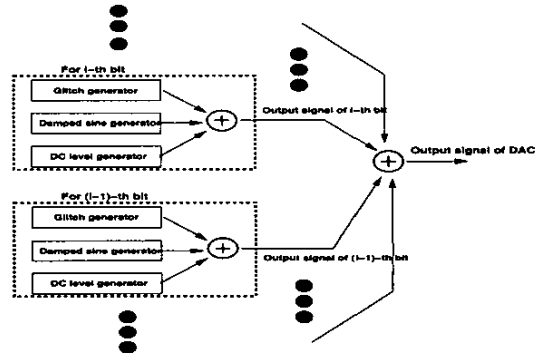 For i-th bit
Glitch generator
Damped sine generator
DC level generator
+
Output signal of i-th bit
+
Output signal of DAC
For (i-1)-th bit
Glitch generator
Damped sine generator
DC level generator
+
Output signal of (i-1)-th bit